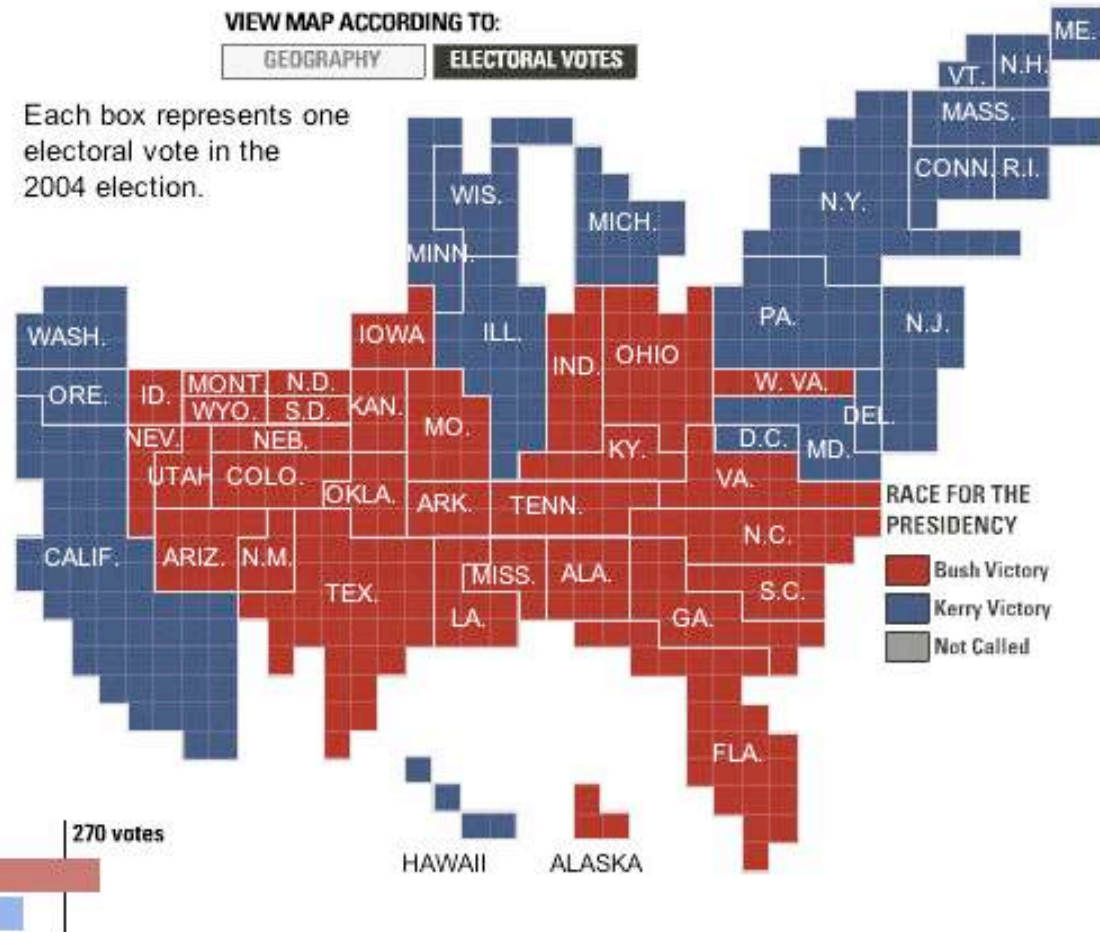 VIEW MAP ACCORDING TO:
GEOGRAPHY
ELECTORAL VOTES
Each box represents one
electoral vote in the
2004 election.
ME.
VT.
N.H.
MASS.
CONN.
R.I.
N.Y.
WIS.
MICH.
MINN.
WASH.
IOWA
ILL.
IND.
OHIO
PA.
N.J.
ORE.
ID.
MONT.
N.D.
WYO.
S.D.
KAN.
MO.
W. VA.
DEL.
NEV.
NEB.
KY.
D.C.
MD.
UTAH
COLO.
OKLA.
ARK.
TENN.
VA.
CALIF.
ARIZ.
N.M.
TEX.
MISS.
LA.
ALA.
GA.
N.C.
S.C.
FLA.
RACE FOR THE
PRESIDENCY
Bush Victory
Kerry Victory
Not Called
270 votes
HAWAII
ALASKA